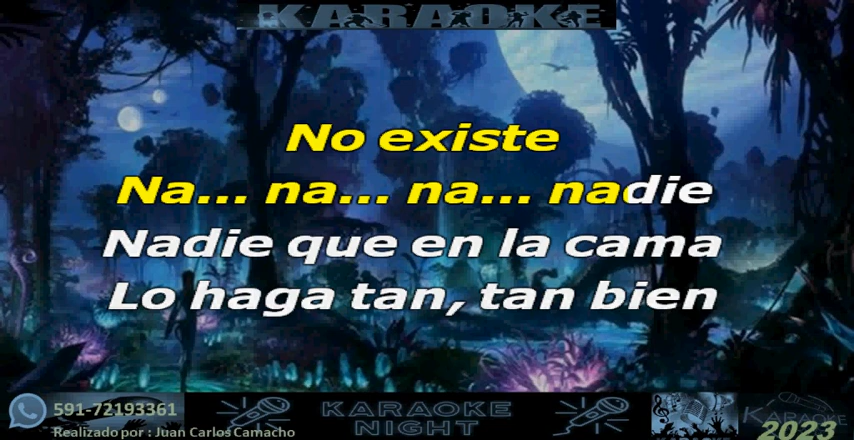 KARAOKE
No existe
Na... na... na... nadie
Nadie que en la cama
Lo haga tan, tan bien
591-72193361
Realizado por : Juan Carlos Camacho
KARAOKE
NIGHT
KARAOKE
KARAOKE
2023